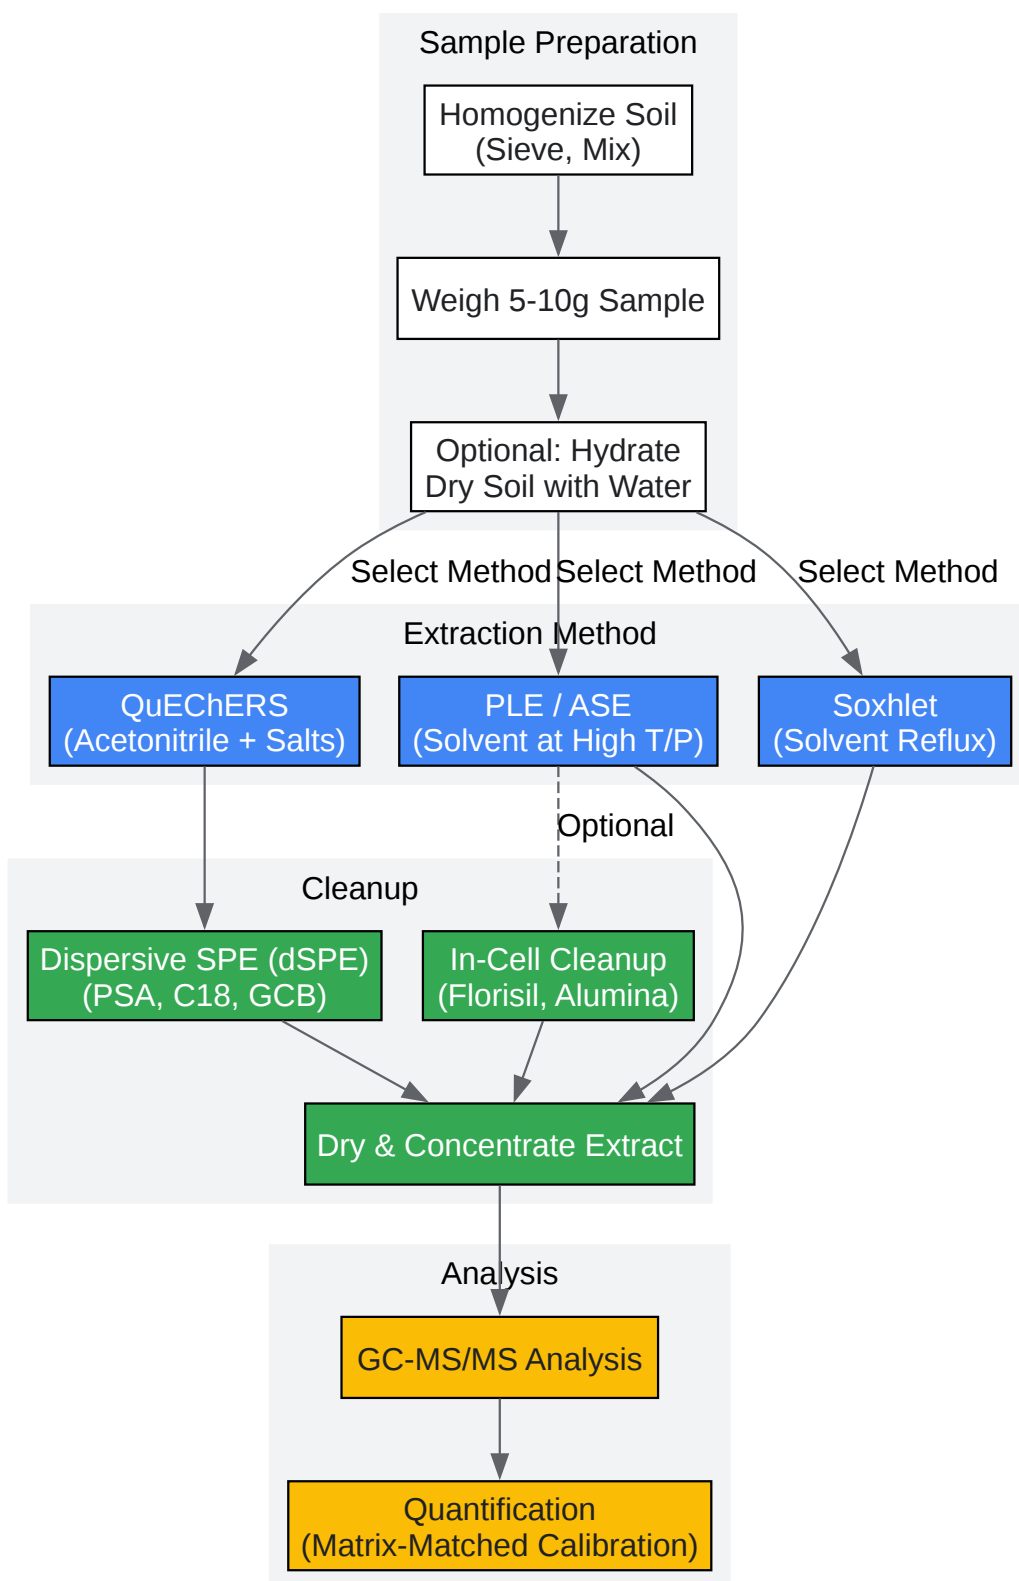 Sample Preparation
Homogenize Soil
(Sieve, Mix)
Weigh 5-10g Sample
Optional: Hydrate
Dry Soil with Water
Select Method
Select Method
Select Method
Extraction Method
QuEChERS
(Acetonitrile + Salts)
PLE / ASE
(Solvent at High T/P)
Soxhlet
(Solvent Reflux)
Optional
Cleanup
Dispersive SPE (dSPE)
(PSA, C18, GCB)
In-Cell Cleanup
(Florisil, Alumina)
Dry & Concentrate Extract
Analysis
GC-MS/MS Analysis
Quantification
(Matrix-Matched Calibration)